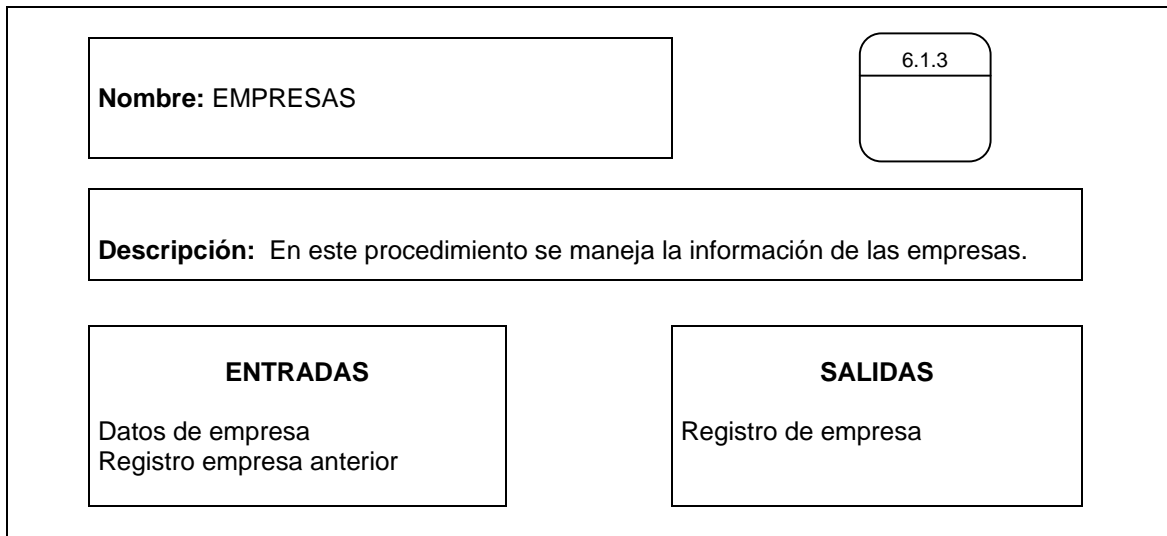 6.1.3
Nombre: EMPRESAS
Descripción: En este procedimiento se maneja la información de las empresas.
ENTRADAS
Datos de empresa
Registro empresa anterior
SALIDAS
Registro de empresa